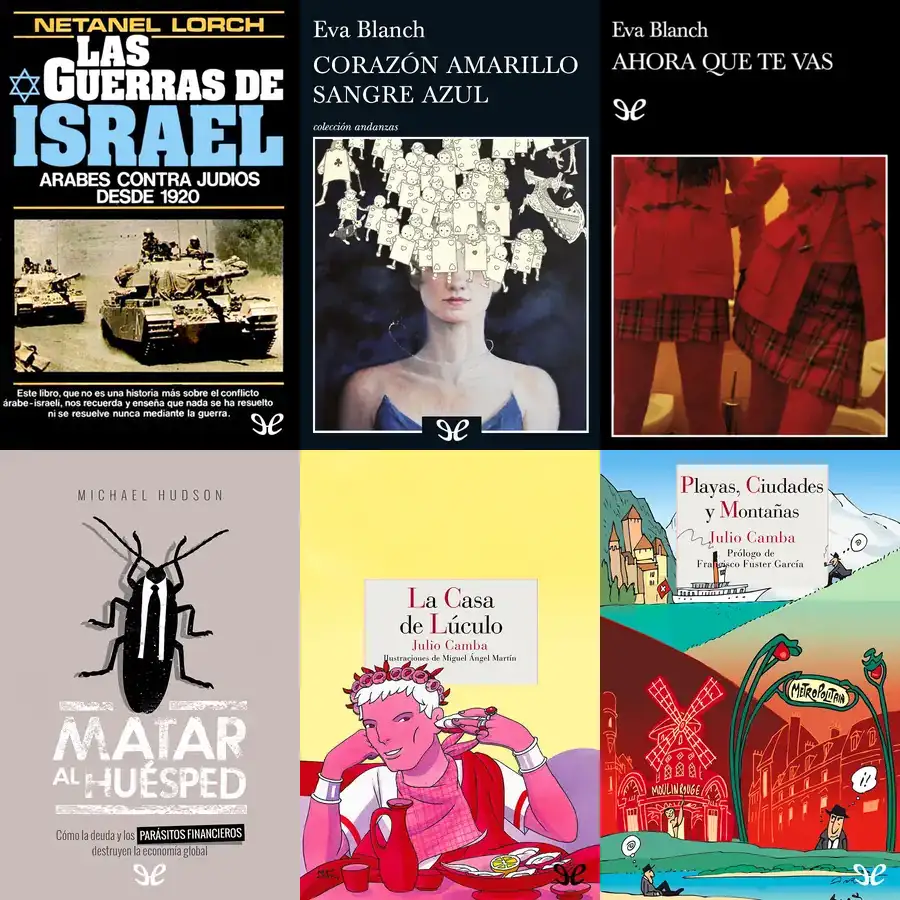 NETANEL LORCH
LAS
GUERRAS DE
ISRAEL
ARABES CONTRA JUDIOS
DESDE 1920
Este libro, que no es una historia más sobre el conflicto
árabe-israelí, nos recuerda y enseña que nada se ha resuelto
ni se resuelve nunca mediante la guerra.
Eva Blanch
CORAZÓN AMARILLO
SANGRE AZUL
colección andanzas
Eva Blanch
AHORA QUE TE VAS
MICHAEL HUDSON
MATAR
AL HUÉSPED
Cómo la deuda y los PARÁSITOS FINANCIEROS
destruyen la economía global
La Casa
de Lúculo
Julio Camba
Ilustraciones de Miguel Ángel Martín
Playas, Ciudades
y Montañas
Julio Camba
Prólogo de
Francisco Fuster García
METROPOLITAIN
MOULIN ROUGE
¡!
?
?